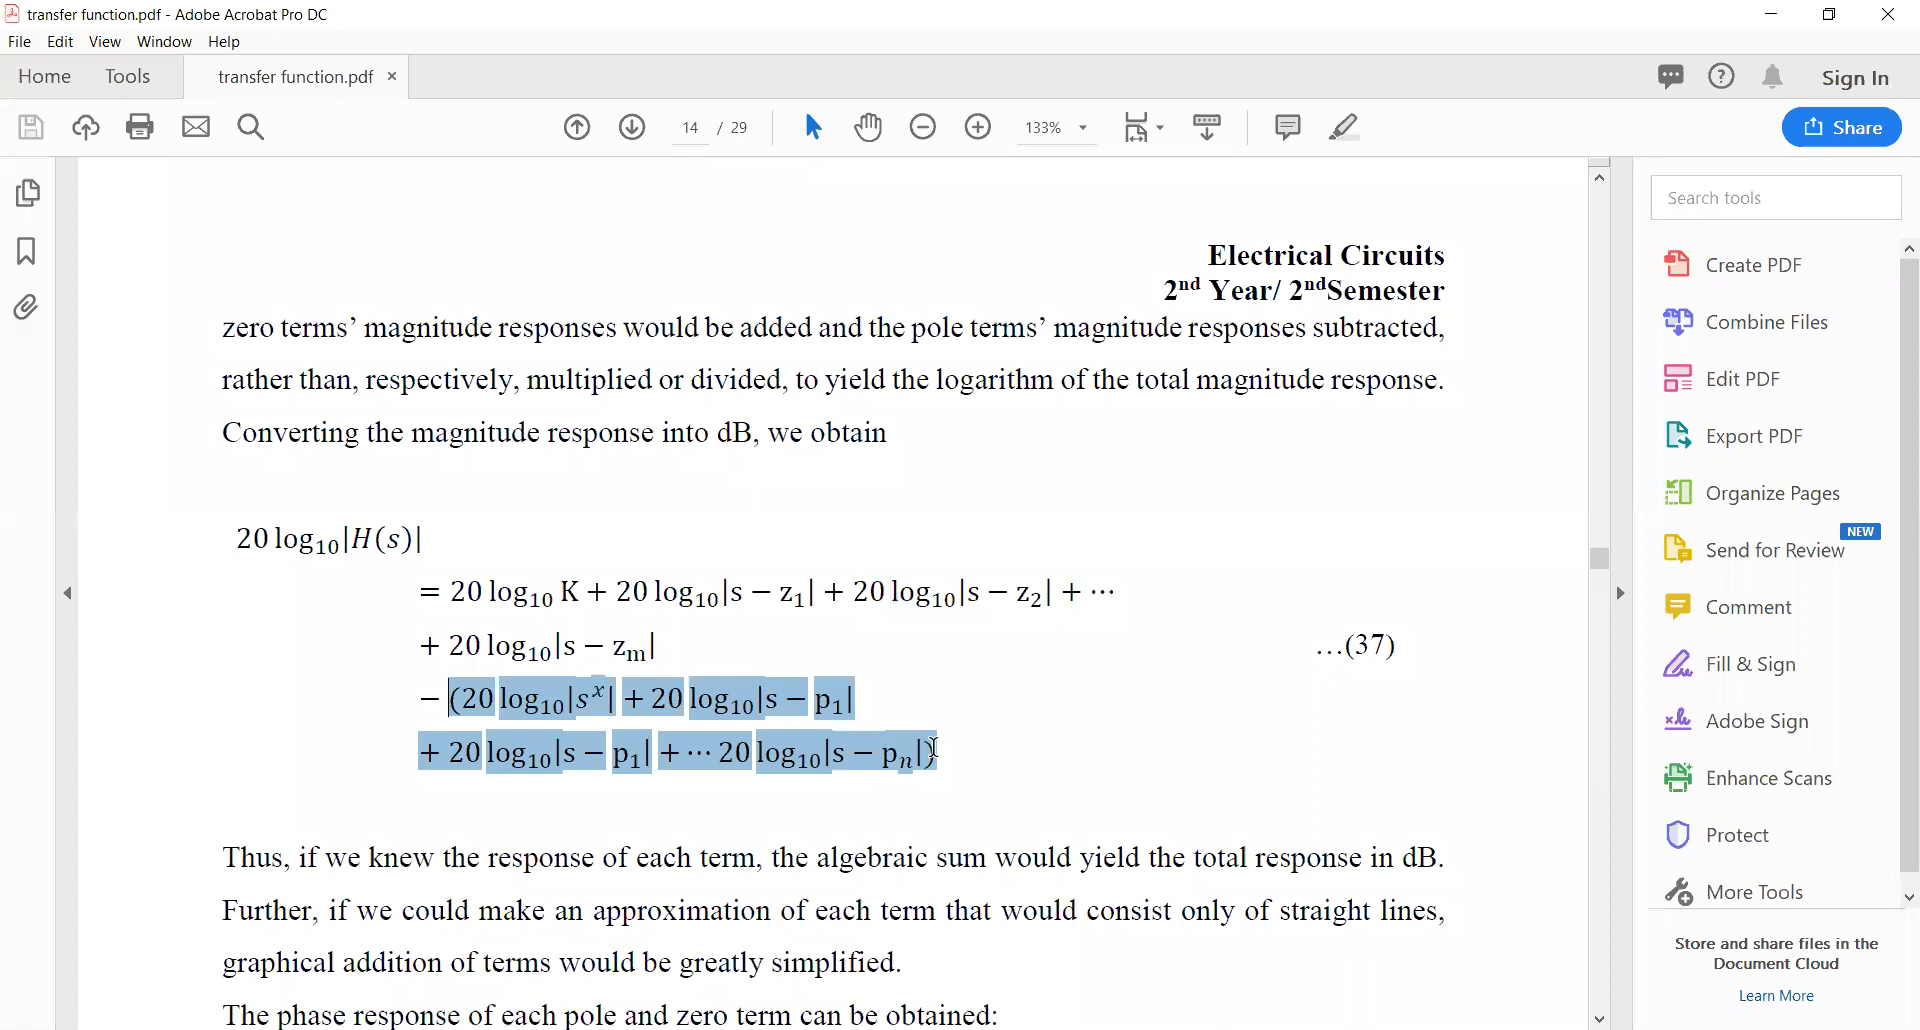 transfer function.pdf - Adobe Acrobat Pro DC
File Edit View Window Help
Home Tools transfer function.pdf × Sign In
14 / 29 133% Share
Search tools
Electrical Circuits
2nd Year/ 2ndSemester
zero terms’ magnitude responses would be added and the pole terms’ magnitude responses subtracted,
rather than, respectively, multiplied or divided, to yield the logarithm of the total magnitude response.
Converting the magnitude response into dB, we obtain
20 log₁₀|H(s)|
= 20 log₁₀ K + 20 log₁₀|s − z₁| + 20 log₁₀|s − z₂| + ⋯
+ 20 log₁₀|s − zₘ| …(37)
− (20 log₁₀|sˣ| + 20 log₁₀|s − p₁|
+ 20 log₁₀|s − p₁| + ⋯ 20 log₁₀|s − pₙ|)
Thus, if we knew the response of each term, the algebraic sum would yield the total response in dB.
Further, if we could make an approximation of each term that would consist only of straight lines,
graphical addition of terms would be greatly simplified.
The phase response of each pole and zero term can be obtained:
Create PDF
Combine Files
Edit PDF
Export PDF
Organize Pages
NEW
Send for Review
Comment
Fill & Sign
Adobe Sign
Enhance Scans
Protect
More Tools
Store and share files in the
Document Cloud
Learn More